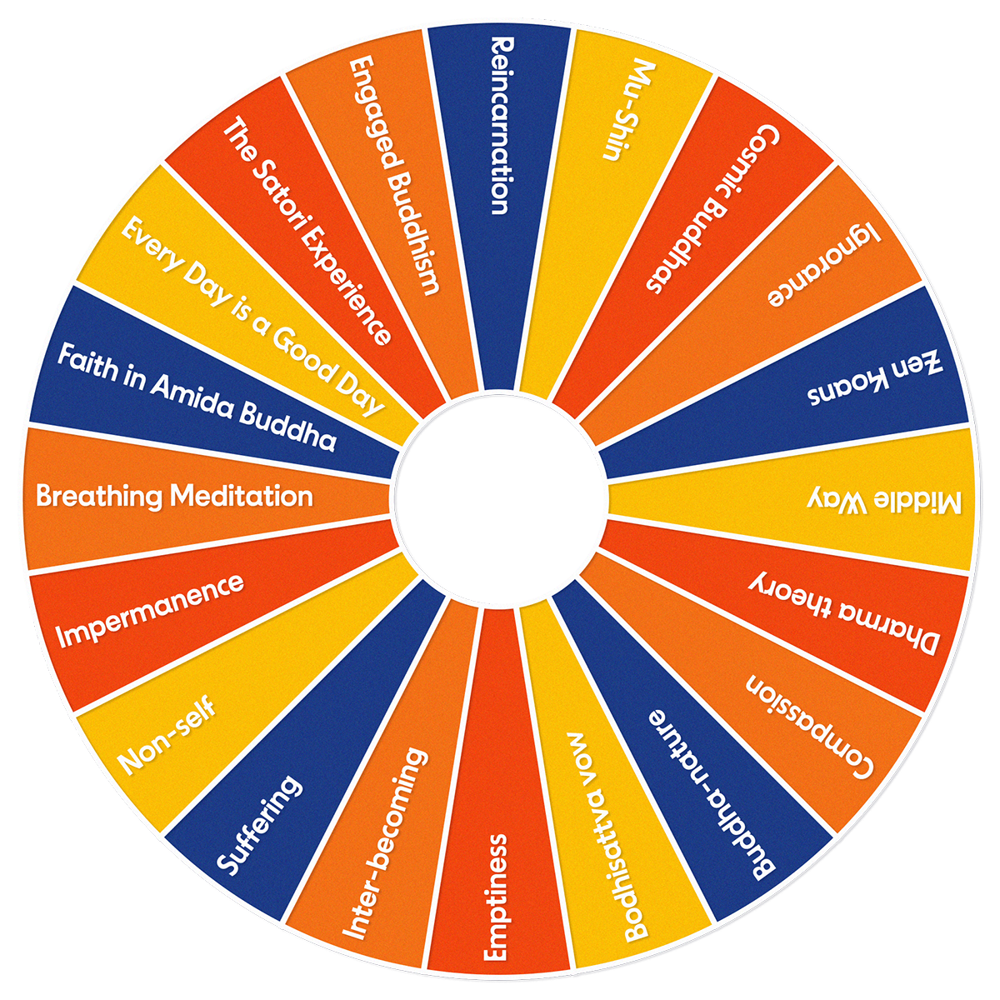 Reincarnation
Mu-Shin
Cosmic Buddhas
Ignorance
Zen Koans
Middle Way
Dharma theory
Compassion
Buddha-nature
Bodhisattva vow
Emptiness
Inter-becoming
Suffering
Non-self
Impermanence
Breathing Meditation
Faith in Amida Buddha
Every Day is a Good Day
The Satori Experience
Engaged Buddhism